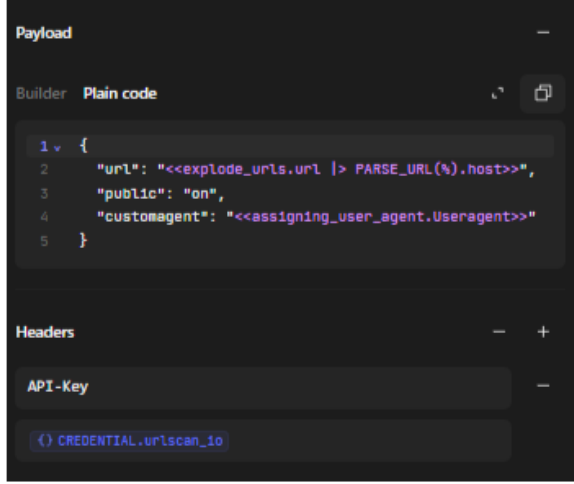 Payload
Builder Plain code
1 {
2 "url": "<<explode_urls.url |> PARSE_URL(%).host>>",
3 "public": "on",
4 "customagent": "<<assigning_user_agent.Useragent>>"
5 }
Headers
API-Key
{} CREDENTIAL.urlscan_io